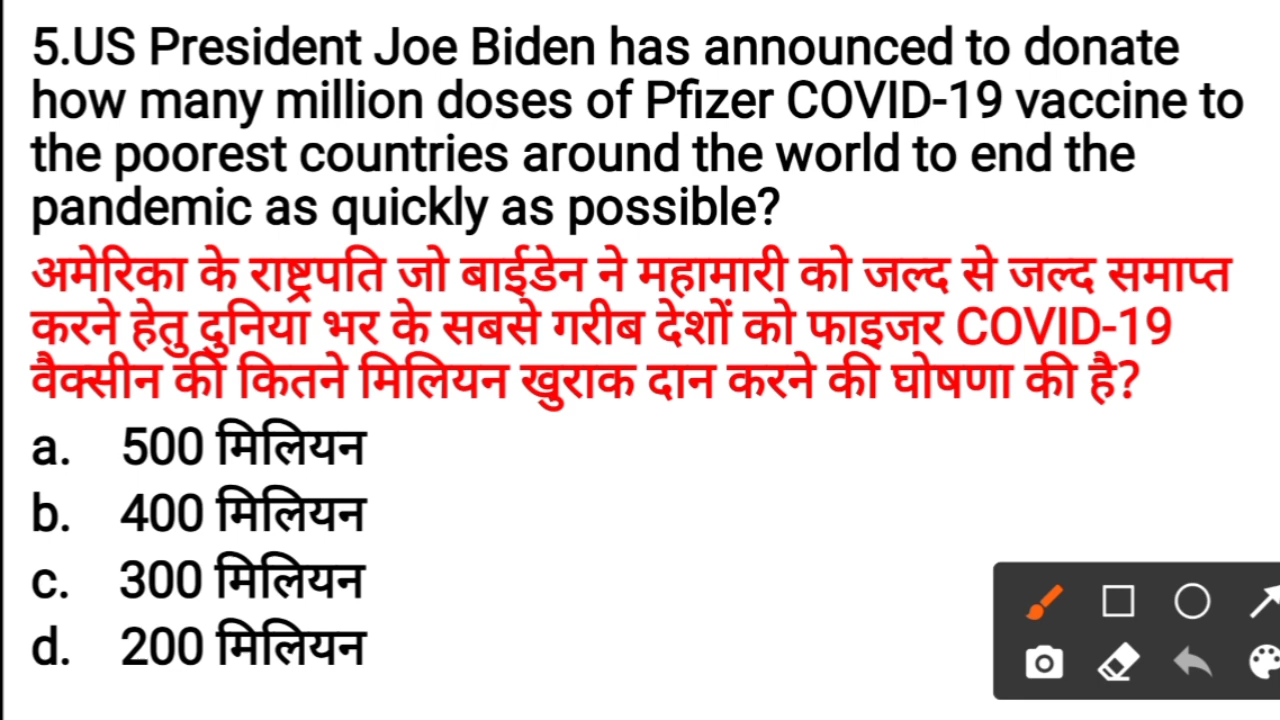 5.US President Joe Biden has announced to donate
how many million doses of Pfizer COVID-19 vaccine to
the poorest countries around the world to end the
pandemic as quickly as possible?
अमेरिका के राष्ट्रपति जो बाईडेन ने महामारी को जल्द से जल्द समाप्त
करने हेतु दुनिया भर के सबसे गरीब देशों को फाइजर COVID-19
वैक्सीन की कितने मिलियन खुराक दान करने की घोषणा की है?
a. 500 मिलियन
b. 400 मिलियन
c. 300 मिलियन
d. 200 मिलियन